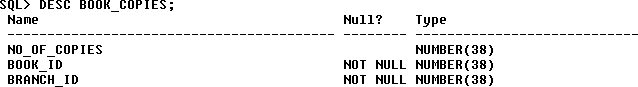 SQL> DESC BOOK_COPIES;
Name Null? Type
----------------------------------------- -------- ----------------------------
NO_OF_COPIES NUMBER(38)
BOOK_ID NOT NULL NUMBER(38)
BRANCH_ID NOT NULL NUMBER(38)